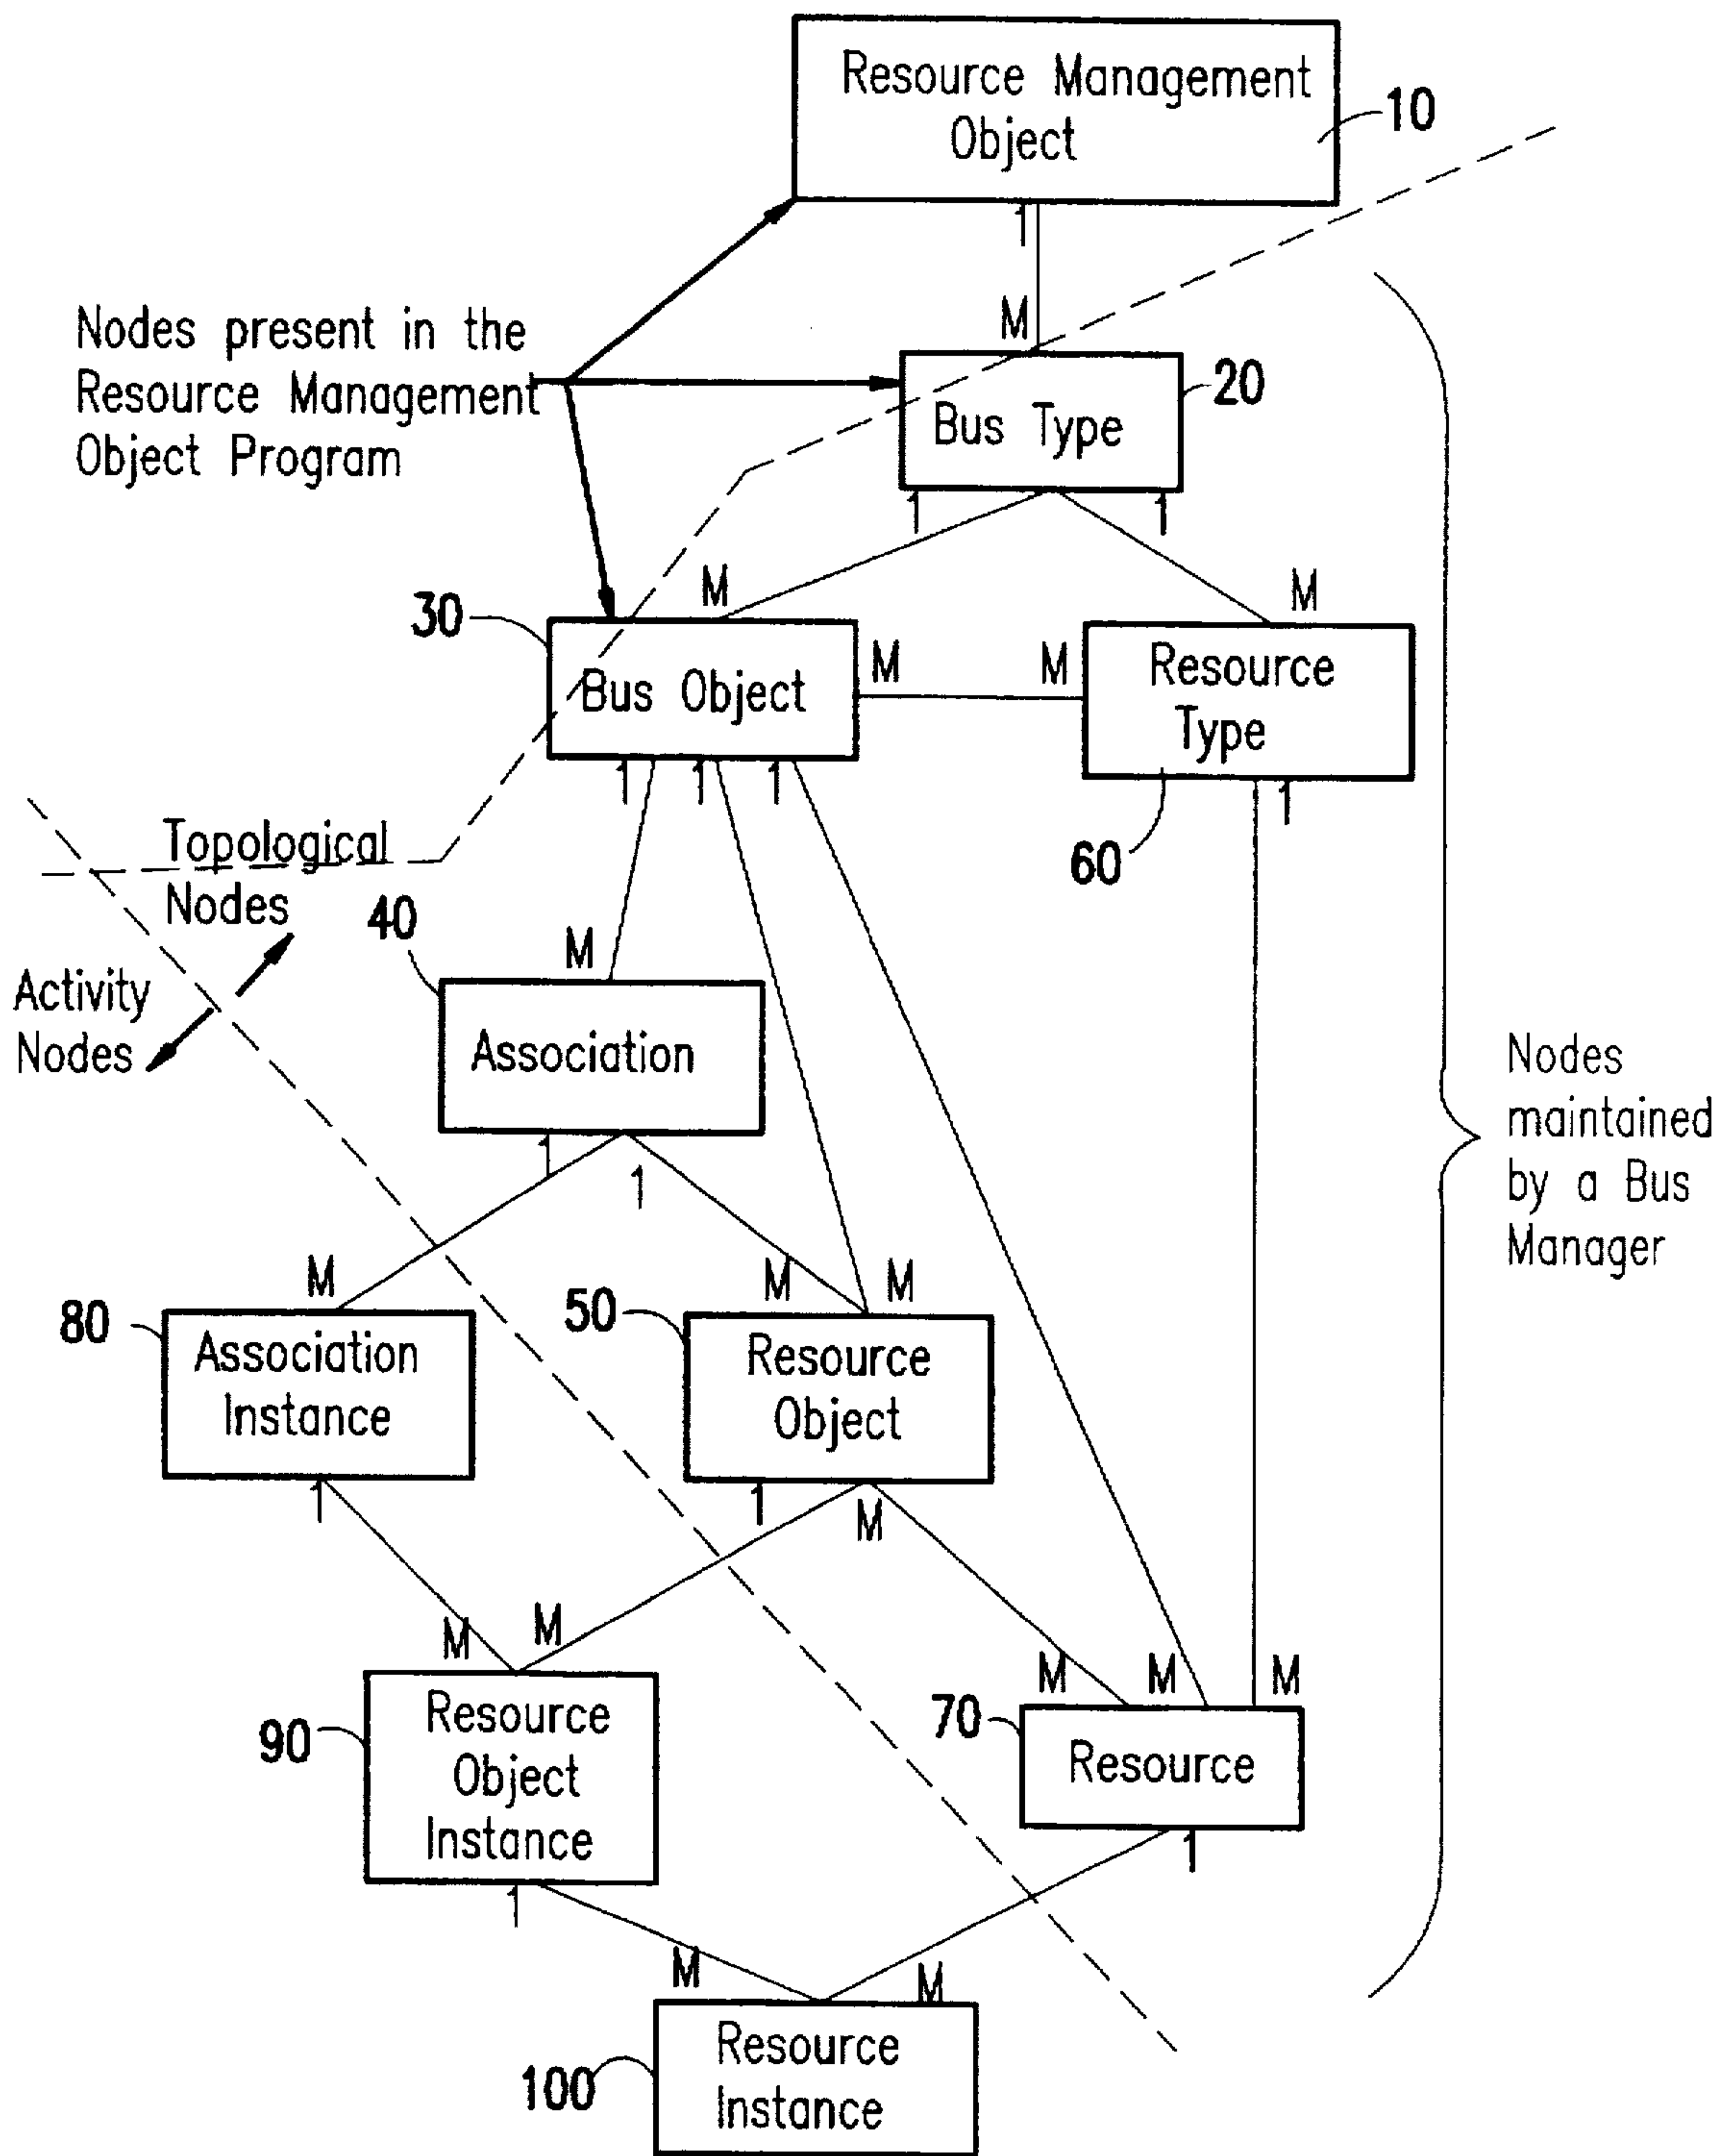 Resource Management
Object
10
1
M
Nodes present in the
Resource Management
Object Program
20
Bus Type
1
1
M
M
30
Bus Object
M
M
Resource
Type
1
1
1
1
60
Topological
Nodes
40
M
Activity
Nodes
Association
1
1
Nodes
maintained
by a Bus
Manager
M
M
M
80
50
Association
Instance
Resource
Object
1
1
M
M
M
M
M
M
90
70
Resource
Object
Instance
Resource
1
1
M
M
100
Resource
Instance